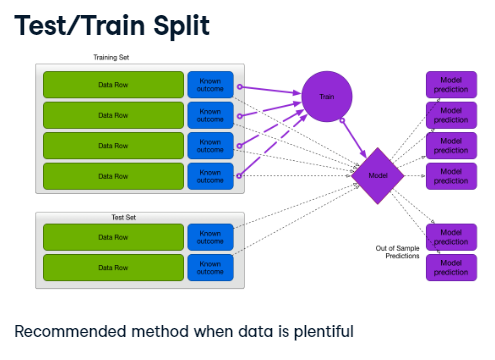 Test/Train Split
Training Set
Data Row
Known
outcome
Data Row
Known
outcome
Data Row
Known
outcome
Data Row
Known
outcome
Train
Model
Model
prediction
Model
prediction
Model
prediction
Model
prediction
Test Set
Data Row
Known
outcome
Data Row
Known
outcome
Out of Sample
Predictions
Model
prediction
Model
prediction
Recommended method when data is plentiful